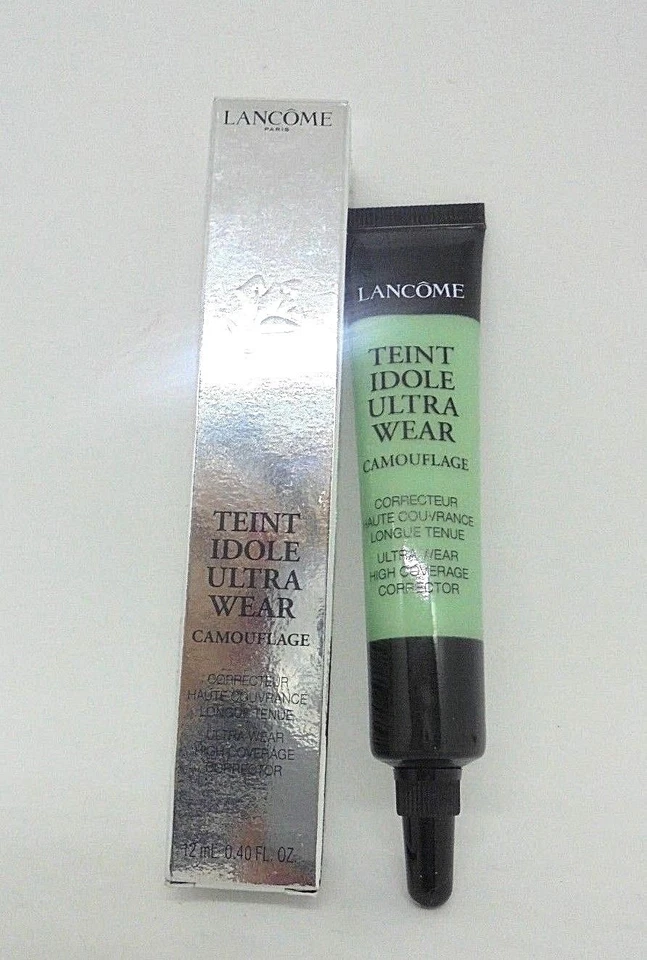 LANCÔME
PARIS
TEINT
IDOLE
ULTRA
WEAR
CAMOUFLAGE
CORRECTEUR
HAUTE COUVRANCE
LONGUE TENUE
ULTRA WEAR
HIGH COVERAGE
CORRECTOR
12 mL 0.40 FL. OZ.
LANCÔME
TEINT
IDOLE
ULTRA
WEAR
CAMOUFLAGE
CORRECTEUR
HAUTE COUVRANCE
LONGUE TENUE
ULTRA WEAR
HIGH COVERAGE
CORRECTOR